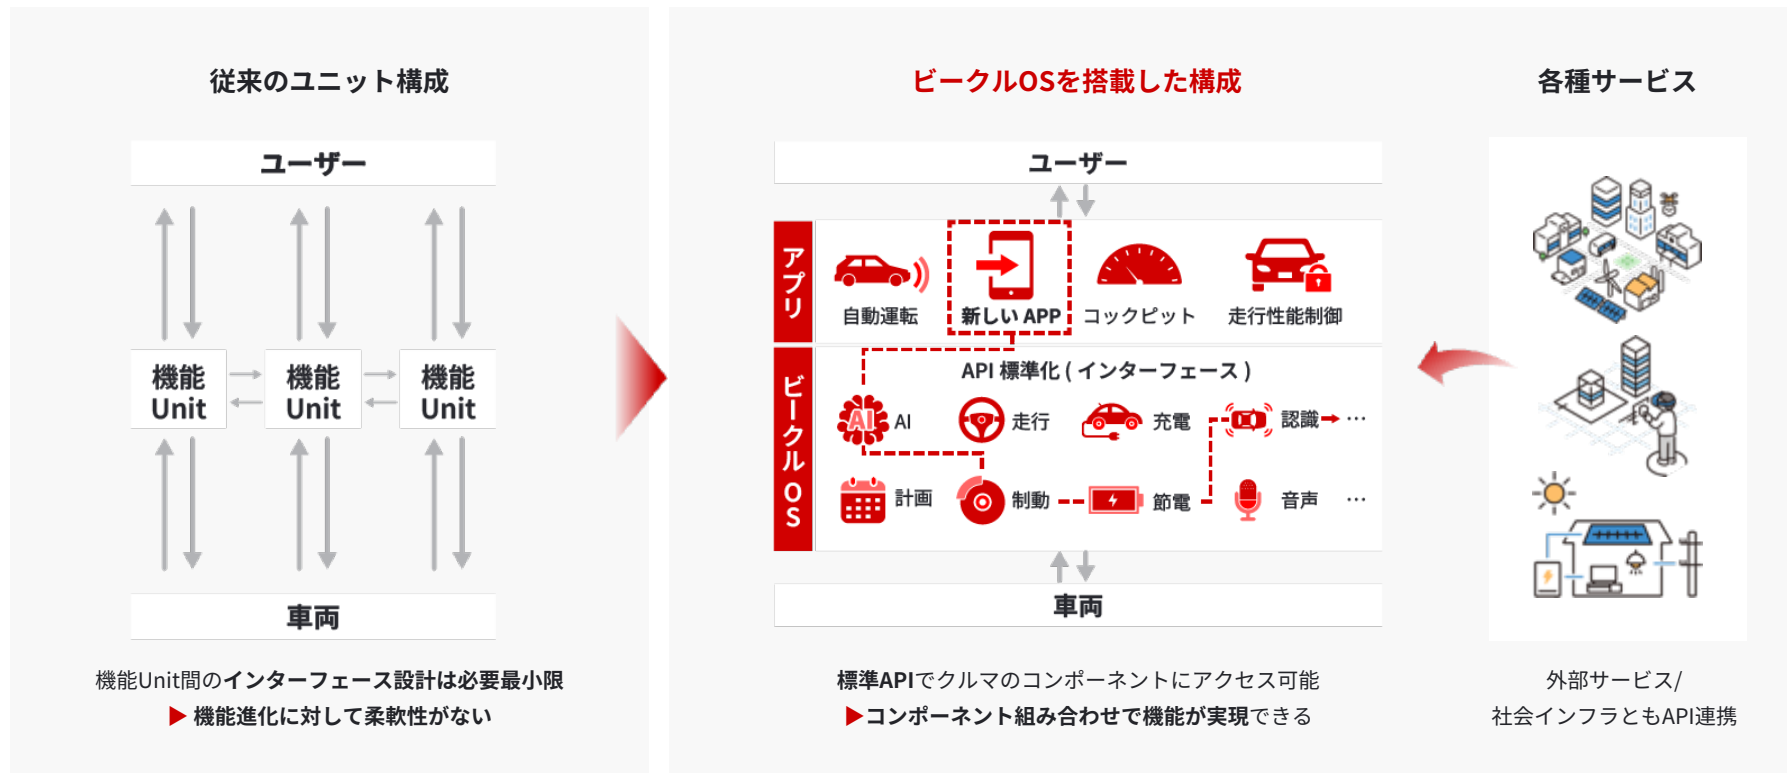 従来のユニット構成
ユーザー
機能
Unit
機能
Unit
機能
Unit
車両
機能Unit間のインターフェース設計は必要最小限
▶ 機能進化に対して柔軟性がない
ビークルOSを搭載した構成
ユーザー
アプリ
自動運転
新しい APP
コックピット
走行性能制御
ビークル OS
API 標準化 ( インターフェース )
AI
AI
走行
充電
認識
…
計画
制動
節電
音声
…
車両
標準APIでクルマのコンポーネントにアクセス可能
▶コンポーネント組み合わせで機能が実現できる
各種サービス
外部サービス/
社会インフラともAPI連携